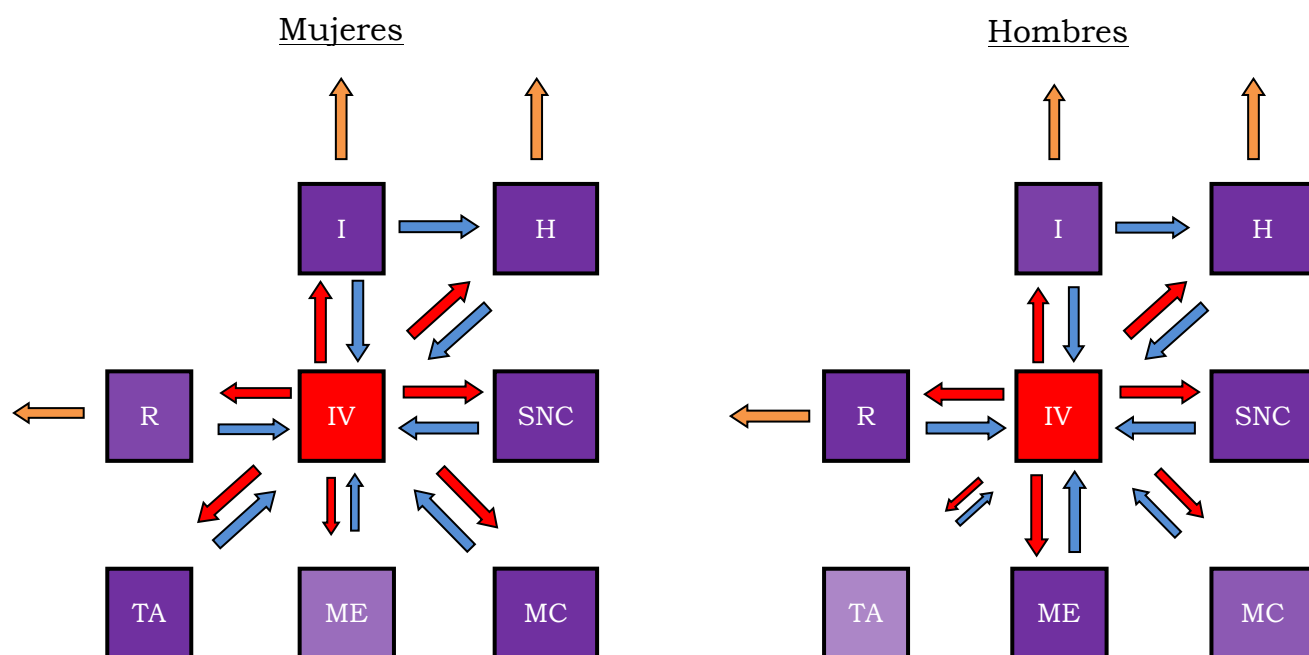 Mujeres
I H
R IV SNC
TA ME MC
Hombres
I H
R IV SNC
TA ME MC